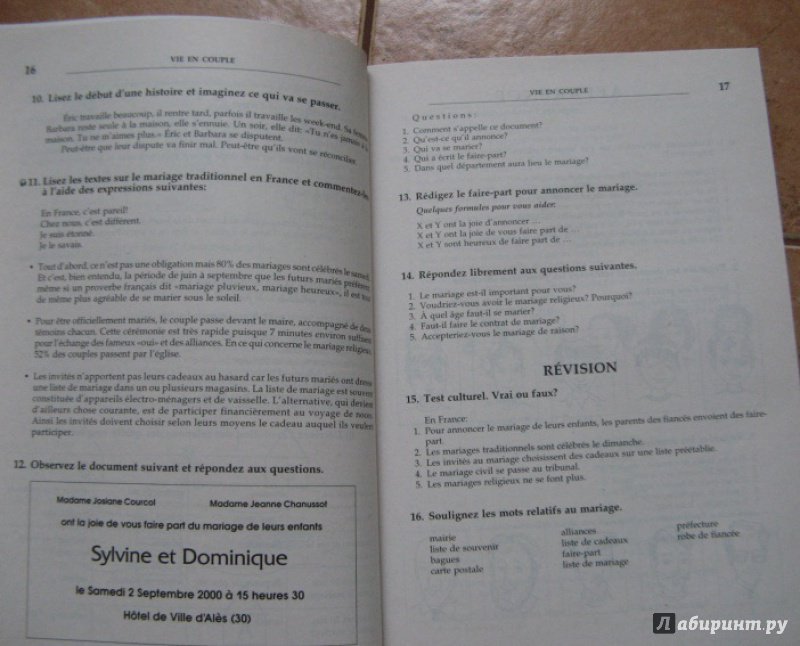 16
VIE EN COUPLE
10. Lisez le début d'une histoire et imaginez ce qui va se passer.
Éric travaille beaucoup, il rentre tard, parfois il travaille les week-end. Sa
Barbara reste seule à la maison, elle s'ennuie. Un soir, elle dit: «Tu n'es jamais à
maison. Tu ne m'aimes plus.» Éric et Barbara se disputent.
Peut-être que leur dispute va finir mal. Peut-être qu'ils vont se réconcilier.
11. Lisez les textes sur le mariage traditionnel en France et commentez-les
à l'aide des expressions suivantes:
En France, c'est pareil!
Chez nous, c'est différent.
Je suis étonné.
Je le savais.
• Tout d'abord, ce n'est pas une obligation mais 80% des mariages sont célébrés le samedi.
Et c'est, bien entendu, la période de juin à septembre que les futurs mariés préfèrent
même si un proverbe français dit «mariage pluvieux, mariage heureux», il est tout
de plus agréable de se marier sous le soleil.
• Pour être officiellement mariés, le couple passe devant le maire, accompagné de deux
témoins chacun. Cette cérémonie est très rapide puisque 7 minutes environ suffisent
pour l'échange des fameux «oui» et des alliances. En ce qui concerne le mariage religieux,
52% des couples passent par l'église.
• Les invités n'apportent pas leurs cadeaux au hasard car les futurs mariés ont dressé
une liste de mariage dans un ou plusieurs magasins. La liste de mariage est souvent
constituée d'appareils électro-ménagers et de vaisselle. L'alternative, qui devient
d'ailleurs chose courante, est de participer financièrement au voyage de noces.
Ainsi les invités doivent choisir selon leurs moyens le cadeau auquel ils veulent
participer.
12. Observez le document suivant et répondez aux questions.
Madame Josiane Courcol Madame Jeanne Chanussot
ont la joie de vous faire part du mariage de leurs enfants
Sylvine et Dominique
le Samedi 2 Septembre 2000 à 15 heures 30
Hôtel de Ville d'Alès (30)
VIE EN COUPLE
17
Questions:
1. Comment s'appelle ce document?
2. Qu'est-ce qu'il annonce?
3. Qui va se marier?
4. Qui a écrit le faire-part?
5. Dans quel département aura lieu le mariage?
13. Rédigez le faire-part pour annoncer le mariage.
Quelques formules pour vous aider:
X et Y ont la joie d'annoncer ...
X et Y ont la joie de vous faire part de ...
X et Y sont heureux de faire part de ...
14. Répondez librement aux questions suivantes.
1. Le mariage est-il important pour vous?
2. Voudriez-vous avoir le mariage religieux? Pourquoi?
3. À quel âge faut-il se marier?
4. Faut-il faire le contrat de mariage?
5. Accepteriez-vous le mariage de raison?
RÉVISION
15. Test culturel. Vrai ou faux?
En France:
1. Pour annoncer le mariage de leurs enfants, les parents des fiancés envoient des faire-
part.
2. Les mariages traditionnels sont célébrés le dimanche.
3. Les invités au mariage choisissent des cadeaux sur une liste préétablie.
4. Le mariage civil se passe au tribunal.
5. Les mariages religieux ne se font plus.
16. Soulignez les mots relatifs au mariage.
mairie alliances préfecture
liste de souvenir liste de cadeaux robe de fiancée
bagues faire-part
carte postale liste de mariage
Лабиринт.ру